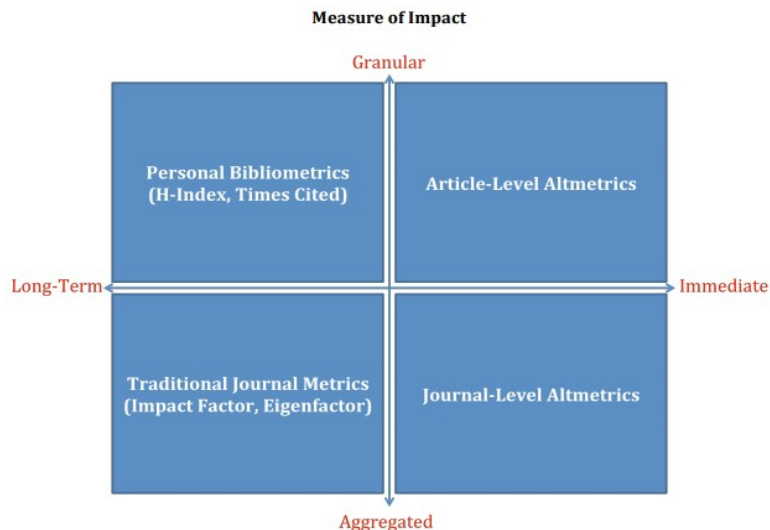 Measure of Impact
Granular
Personal Bibliometrics
(H-Index, Times Cited)
Article-Level Altmetrics
Long-Term
Immediate
Traditional Journal Metrics
(Impact Factor, Eigenfactor)
Journal-Level Altmetrics
Aggregated